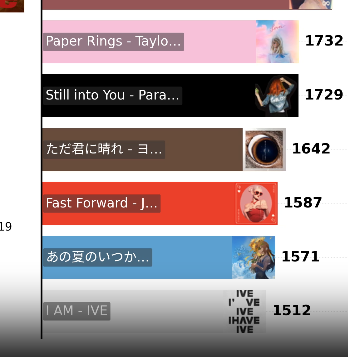 Paper Rings - Taylo...
1732
Still into You - Para...
1729
ただ君に晴れ - ヨ...
1642
Fast Forward - J...
1587
19
あの夏のいつか...
1571
I AM - IVE
IVE
I' VE
IVE
IHAVE
IVE
1512